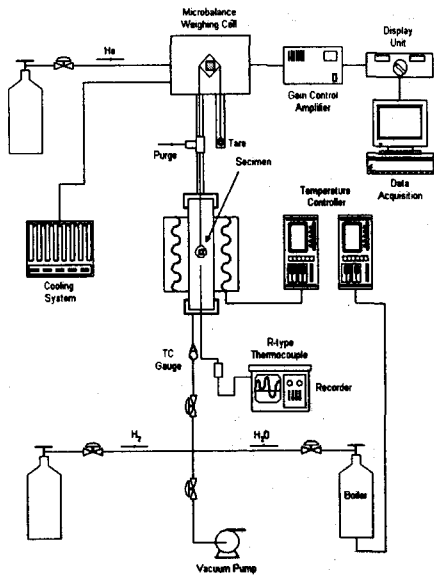 Microbalance
Weighing Cell
He
Display
Unit
Gain Control
Amplifier
Tare
Purge
Secimen
Data
Acquisition
Temperature
Controller
Cooling
System
TC
Gauge
R-type
Thermocouple
Recorder
H₂
H₂O
Boiler
Vacuum Pump